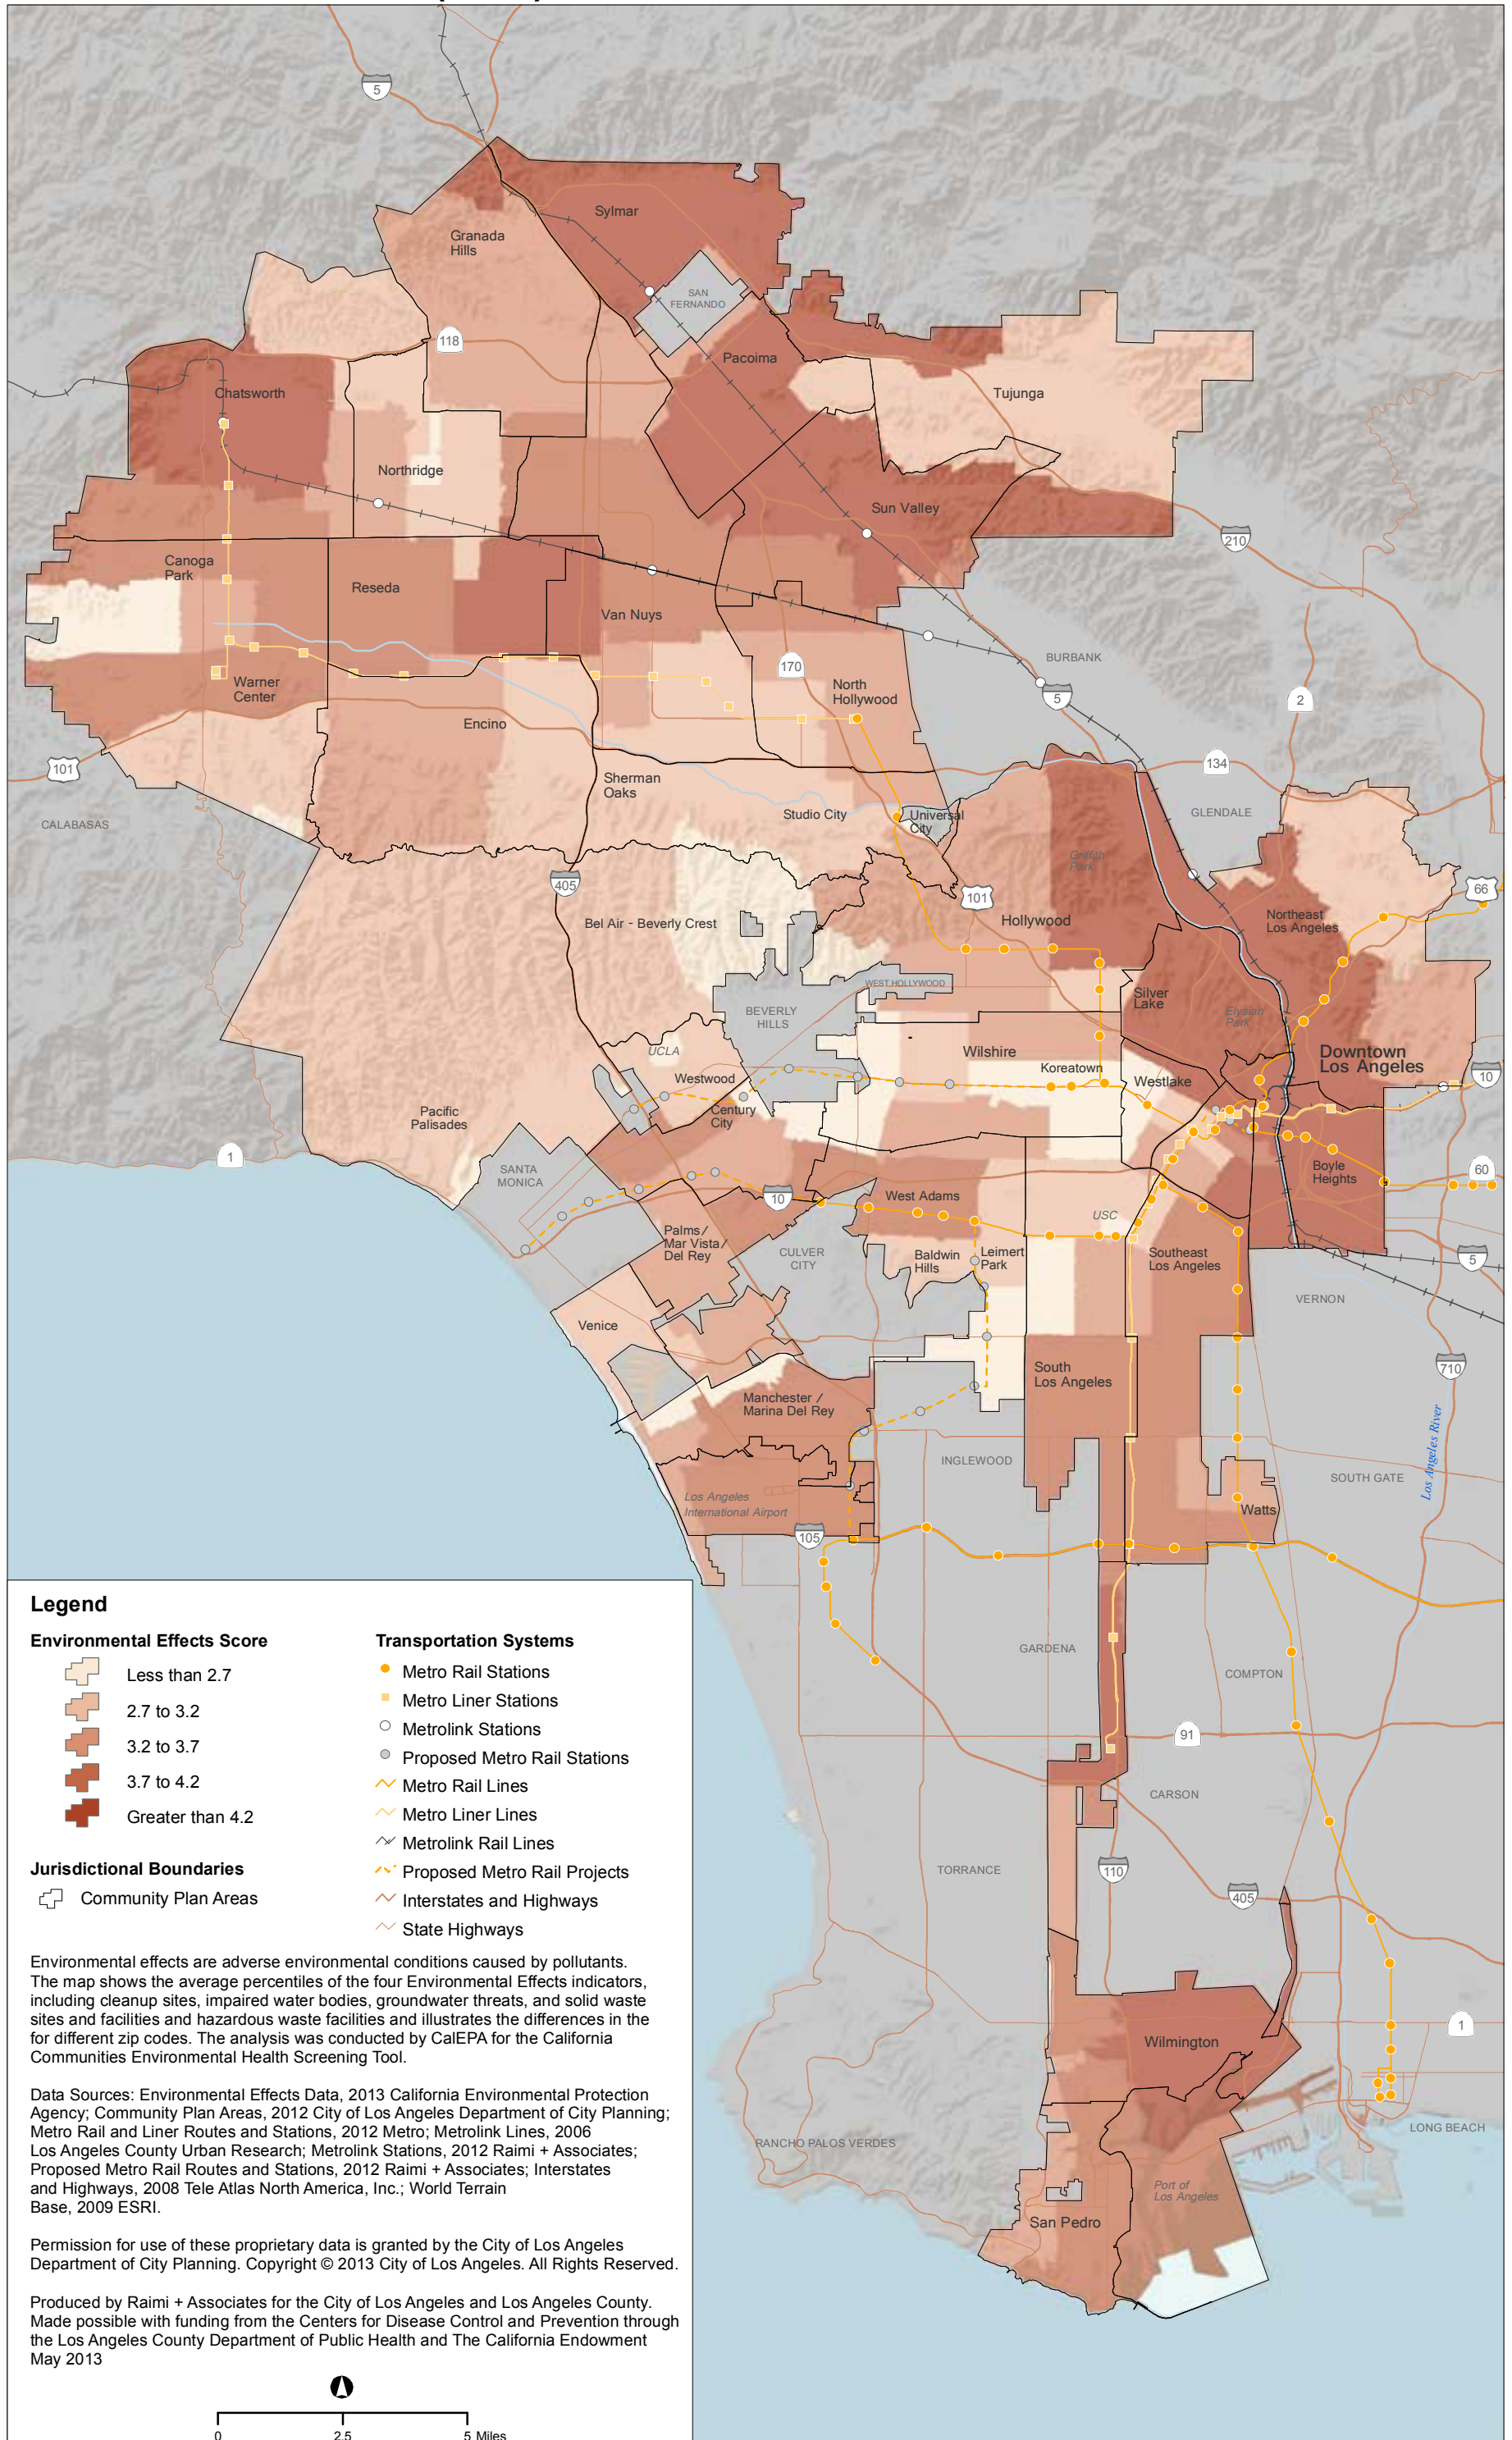 5
Sylmar
Granada
Hills
SAN
FERNANDO
118
Pacoima
Chatsworth
Tujunga
Northridge
Sun Valley
210
Canoga
Park
Reseda
Van Nuys
BURBANK
170
North
Hollywood
Warner
Center
5
2
Encino
101
134
Sherman
Oaks
Studio City
Universal
City
GLENDALE
CALABASAS
Griffith
Park
405
101
66
Bel Air - Beverly Crest
Hollywood
Northeast
Los Angeles
WEST HOLLYWOOD
Silver
Lake
BEVERLY
HILLS
Elysian
Park
UCLA
Wilshire
Downtown
Los Angeles
Koreatown
Westlake
10
Westwood
Century
City
Pacific
Palisades
1
SANTA
MONICA
Boyle
Heights
60
10
West Adams
USC
Palms/
Mar Vista/
Del Rey
CULVER
CITY
Baldwin
Hills
Leimert
Park
Southeast
Los Angeles
5
VERNON
Venice
South
Los Angeles
710
Manchester /
Marina Del Rey
Los Angeles River
INGLEWOOD
SOUTH GATE
Los Angeles
International Airport
Watts
105
GARDENA
COMPTON
91
CARSON
TORRANCE
110
405
Wilmington
1
LONG BEACH
RANCHO PALOS VERDES
Port of
Los Angeles
San Pedro
Legend
Environmental Effects Score
Less than 2.7
2.7 to 3.2
3.2 to 3.7
3.7 to 4.2
Greater than 4.2
Jurisdictional Boundaries
Community Plan Areas
Transportation Systems
Metro Rail Stations
Metro Liner Stations
Metrolink Stations
Proposed Metro Rail Stations
Metro Rail Lines
Metro Liner Lines
Metrolink Rail Lines
Proposed Metro Rail Projects
Interstates and Highways
State Highways
Environmental effects are adverse environmental conditions caused by pollutants.
The map shows the average percentiles of the four Environmental Effects indicators,
including cleanup sites, impaired water bodies, groundwater threats, and solid waste
sites and facilities and hazardous waste facilities and illustrates the differences in the
for different zip codes. The analysis was conducted by CalEPA for the California
Communities Environmental Health Screening Tool.
Data Sources: Environmental Effects Data, 2013 California Environmental Protection
Agency; Community Plan Areas, 2012 City of Los Angeles Department of City Planning;
Metro Rail and Liner Routes and Stations, 2012 Metro; Metrolink Lines, 2006
Los Angeles County Urban Research; Metrolink Stations, 2012 Raimi + Associates;
Proposed Metro Rail Routes and Stations, 2012 Raimi + Associates; Interstates
and Highways, 2008 Tele Atlas North America, Inc.; World Terrain
Base, 2009 ESRI.
Permission for use of these proprietary data is granted by the City of Los Angeles
Department of City Planning. Copyright © 2013 City of Los Angeles. All Rights Reserved.
Produced by Raimi + Associates for the City of Los Angeles and Los Angeles County.
Made possible with funding from the Centers for Disease Control and Prevention through
the Los Angeles County Department of Public Health and The California Endowment
May 2013
0 2.5 5 Miles